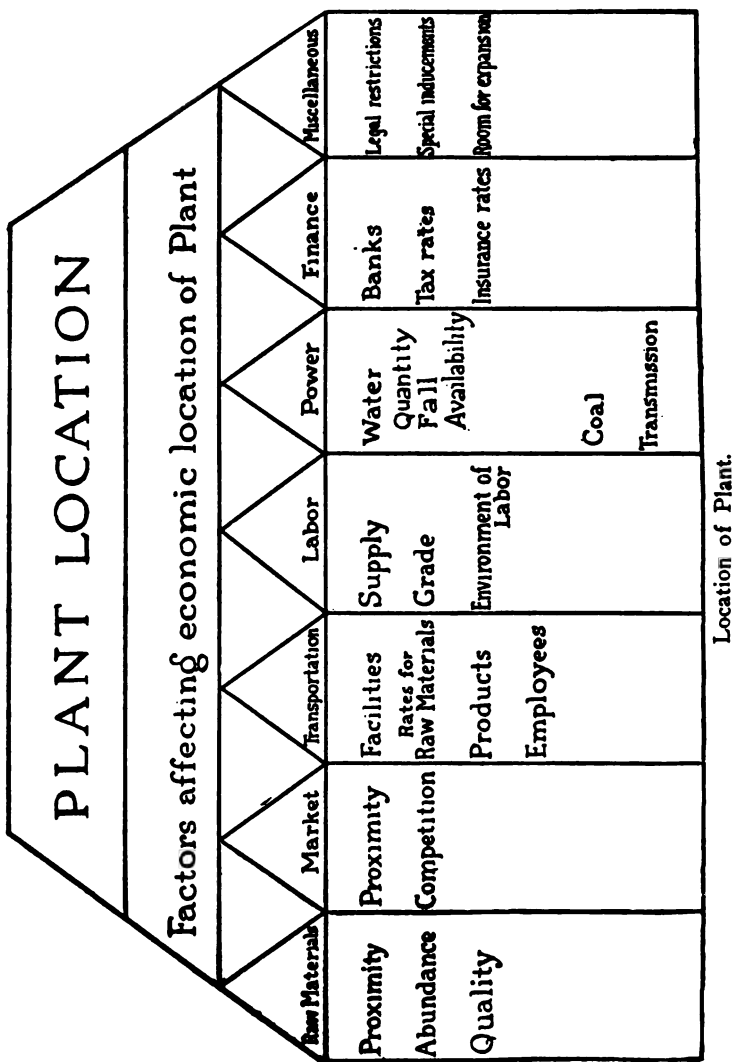 PLANT LOCATION
Factors affecting economic location of Plant
Raw Materials
Proximity
Abundance
Quality
Market
Proximity
Competition
Transportation
Facilities
Rates for
Raw Materials
Products
Employees
Labor
Supply
Grade
Environment of
Labor
Power
Water
Quantity
Fall
Availability
Coal
Transmission
Finance
Banks
Tax rates
Insurance rates
Miscellaneous
Legal restrictions
Special inducements
Room for expansion
Location of Plant.